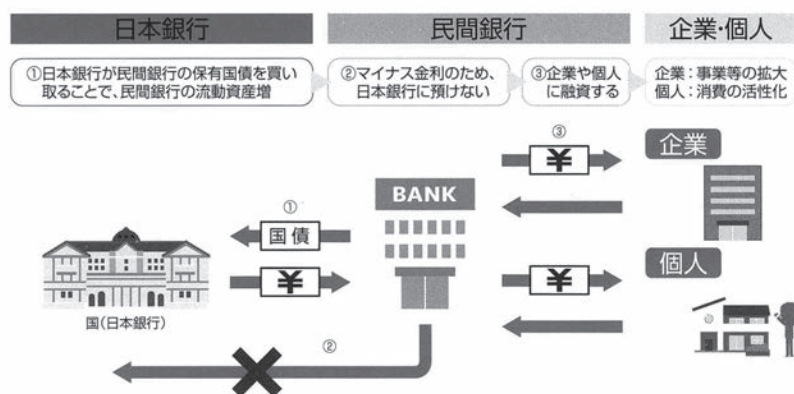 日本銀行
民間銀行
企業・個人
①日本銀行が民間銀行の保有国債を買い
取ることで、民間銀行の流動資産増
②マイナス金利のため、
日本銀行に預けない
③企業や個人
に融資する
企業：事業等の拡大
個人：消費の活性化
③
¥
企業
BANK
①
国債
¥
国(日本銀行)
¥
個人
②